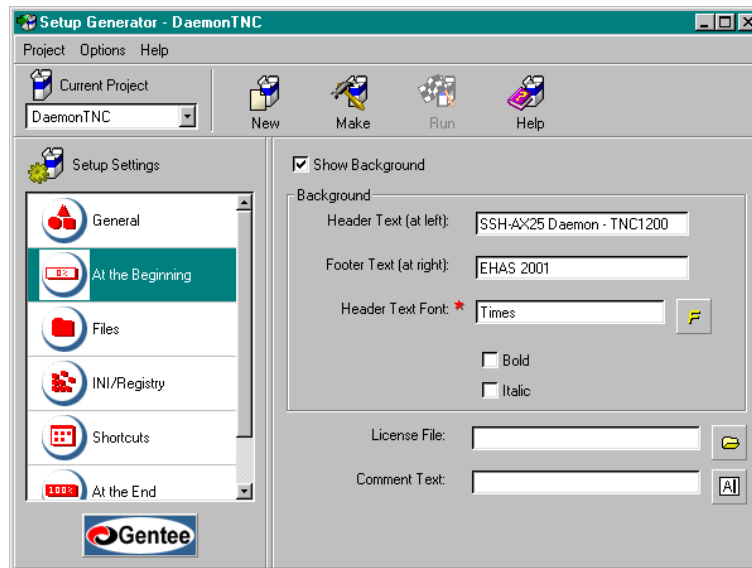 Setup Generator - DaemonTNC
Project Options Help
Current Project
DaemonTNC
New Make Run Help
Setup Settings
General
0%
At the Beginning
Files
INI/Registry
Shortcuts
100%
At the End
Gentee
Show Background
Background
Header Text (at left): SSH-AX25 Daemon - TNC1200
Footer Text (at right): EHAS 2001
Header Text Font: * Times F
Bold
Italic
License File:
Comment Text: A